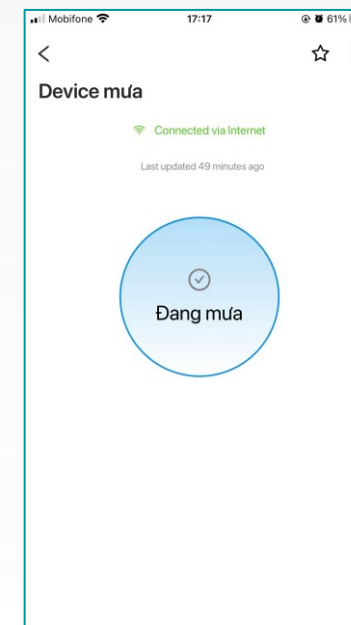 Mobifone 17:17 61%
Device mưa
Connected via Internet
Last updated 49 minutes ago
Đang mưa